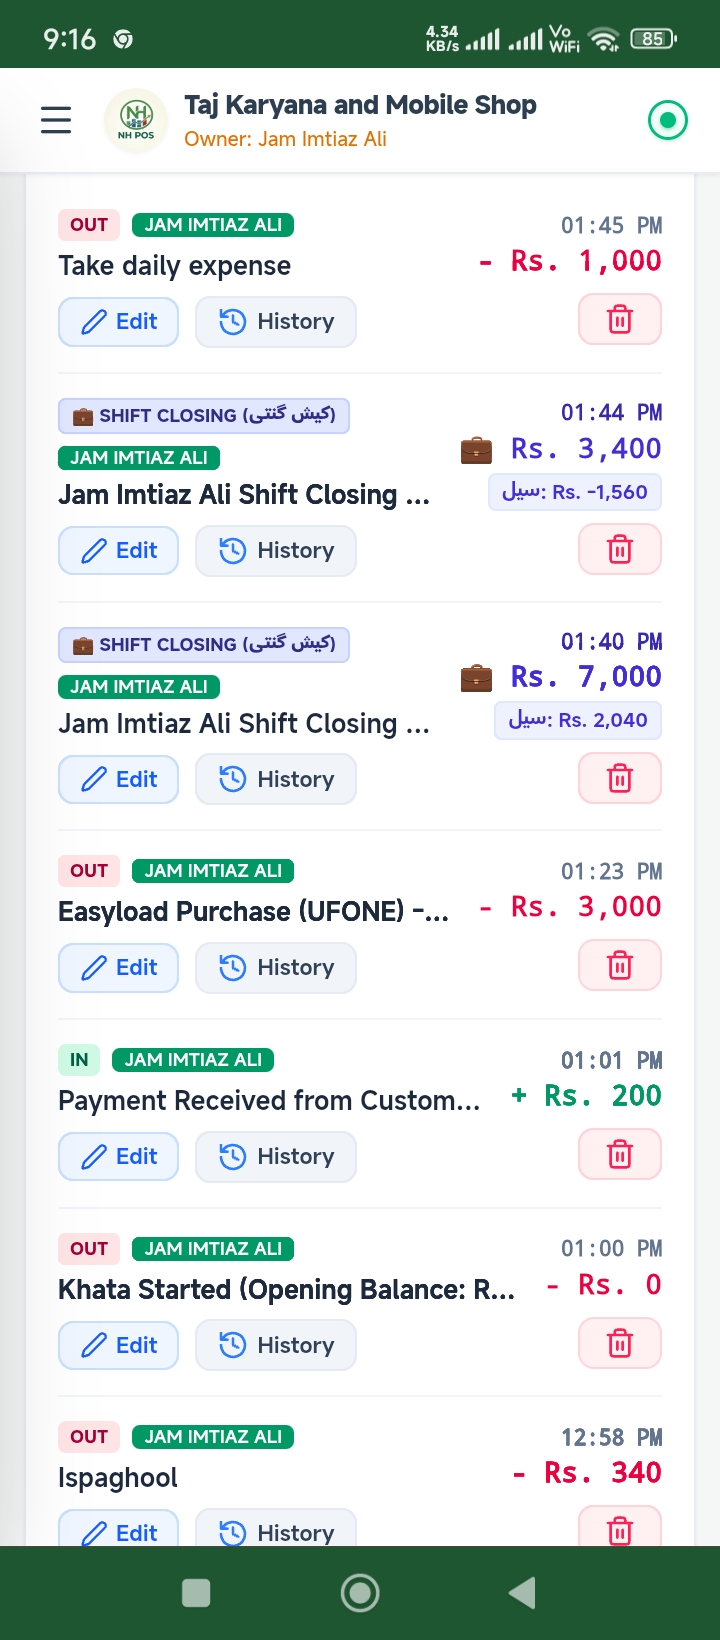 9:16
4.34 KB/s
Vo WiFi
85
NH POS
Taj Karyana and Mobile Shop
Owner: Jam Imtiaz Ali
OUT JAM IMTIAZ ALI 01:45 PM
Take daily expense - Rs. 1,000
Edit History
SHIFT CLOSING (کیش گنتی) 01:44 PM
JAM IMTIAZ ALI Rs. 3,400
Jam Imtiaz Ali Shift Closing ... سیل: Rs. -1,560
Edit History
SHIFT CLOSING (کیش گنتی) 01:40 PM
JAM IMTIAZ ALI Rs. 7,000
Jam Imtiaz Ali Shift Closing ... سیل: Rs. 2,040
Edit History
OUT JAM IMTIAZ ALI 01:23 PM
Easyload Purchase (UFONE) -... - Rs. 3,000
Edit History
IN JAM IMTIAZ ALI 01:01 PM
Payment Received from Custom... + Rs. 200
Edit History
OUT JAM IMTIAZ ALI 01:00 PM
Khata Started (Opening Balance: R... - Rs. 0
Edit History
OUT JAM IMTIAZ ALI 12:58 PM
Ispaghool - Rs. 340
Edit History